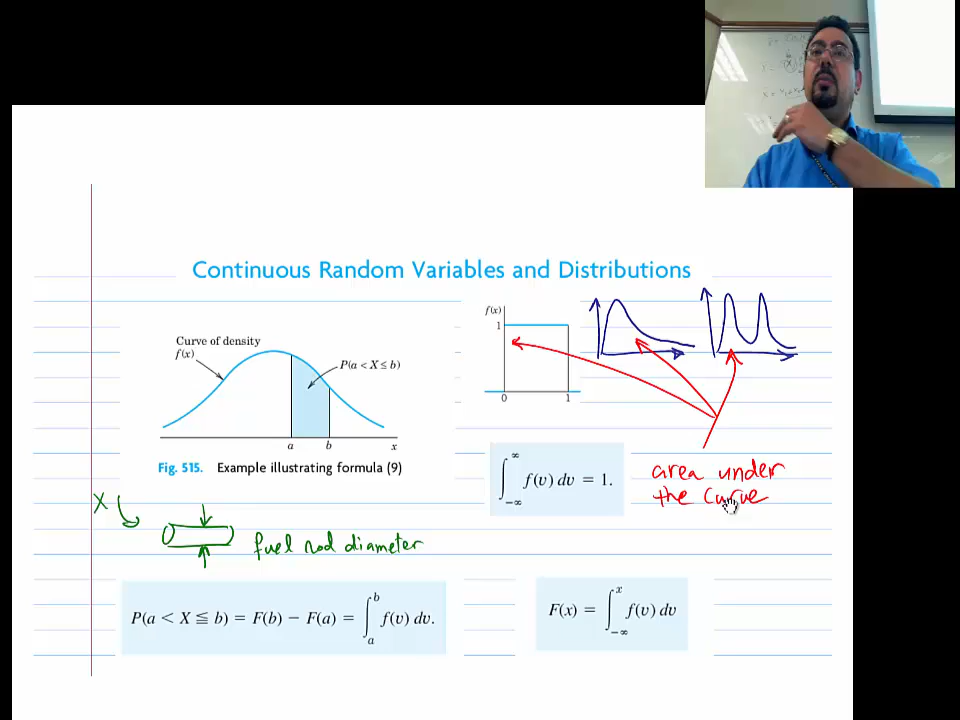 Continuous Random Variables and Distributions
Curve of density
f(x)
P(a < X ≦ b)
a
b
x
Fig. 515. Example illustrating formula (9)
f(x)
1
0
1
∫_{-∞}^{∞} f(v) dv = 1.
area under
the curve
X
fuel rod diameter
P(a < X ≦ b) = F(b) − F(a) = ∫_a^b f(v) dv.
F(x) = ∫_{-∞}^x f(v) dv